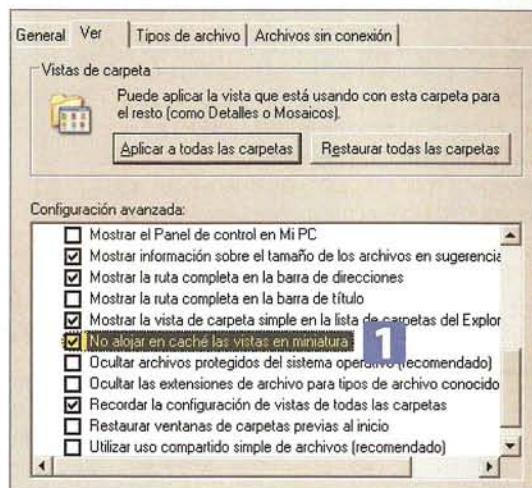 General Ver Tipos de archivo Archivos sin conexión
Vistas de carpeta
Puede aplicar la vista que está usando con esta carpeta para
el resto (como Detalles o Mosaicos).
Aplicar a todas las carpetas Restaurar todas las carpetas
Configuración avanzada:
Mostrar el Panel de control en Mi PC
Mostrar información sobre el tamaño de los archivos en sugerencia
Mostrar la ruta completa en la barra de direcciones
Mostrar la ruta completa en la barra de título
Mostrar la vista de carpeta simple en la lista de carpetas del Explor
No alojar en caché las vistas en miniatura 1
Ocultar archivos protegidos del sistema operativo (recomendado)
Ocultar las extensiones de archivo para tipos de archivo conocido
Recordar la configuración de vistas de todas las carpetas
Restaurar ventanas de carpetas previas al inicio
Utilizar uso compartido simple de archivos (recomendado)